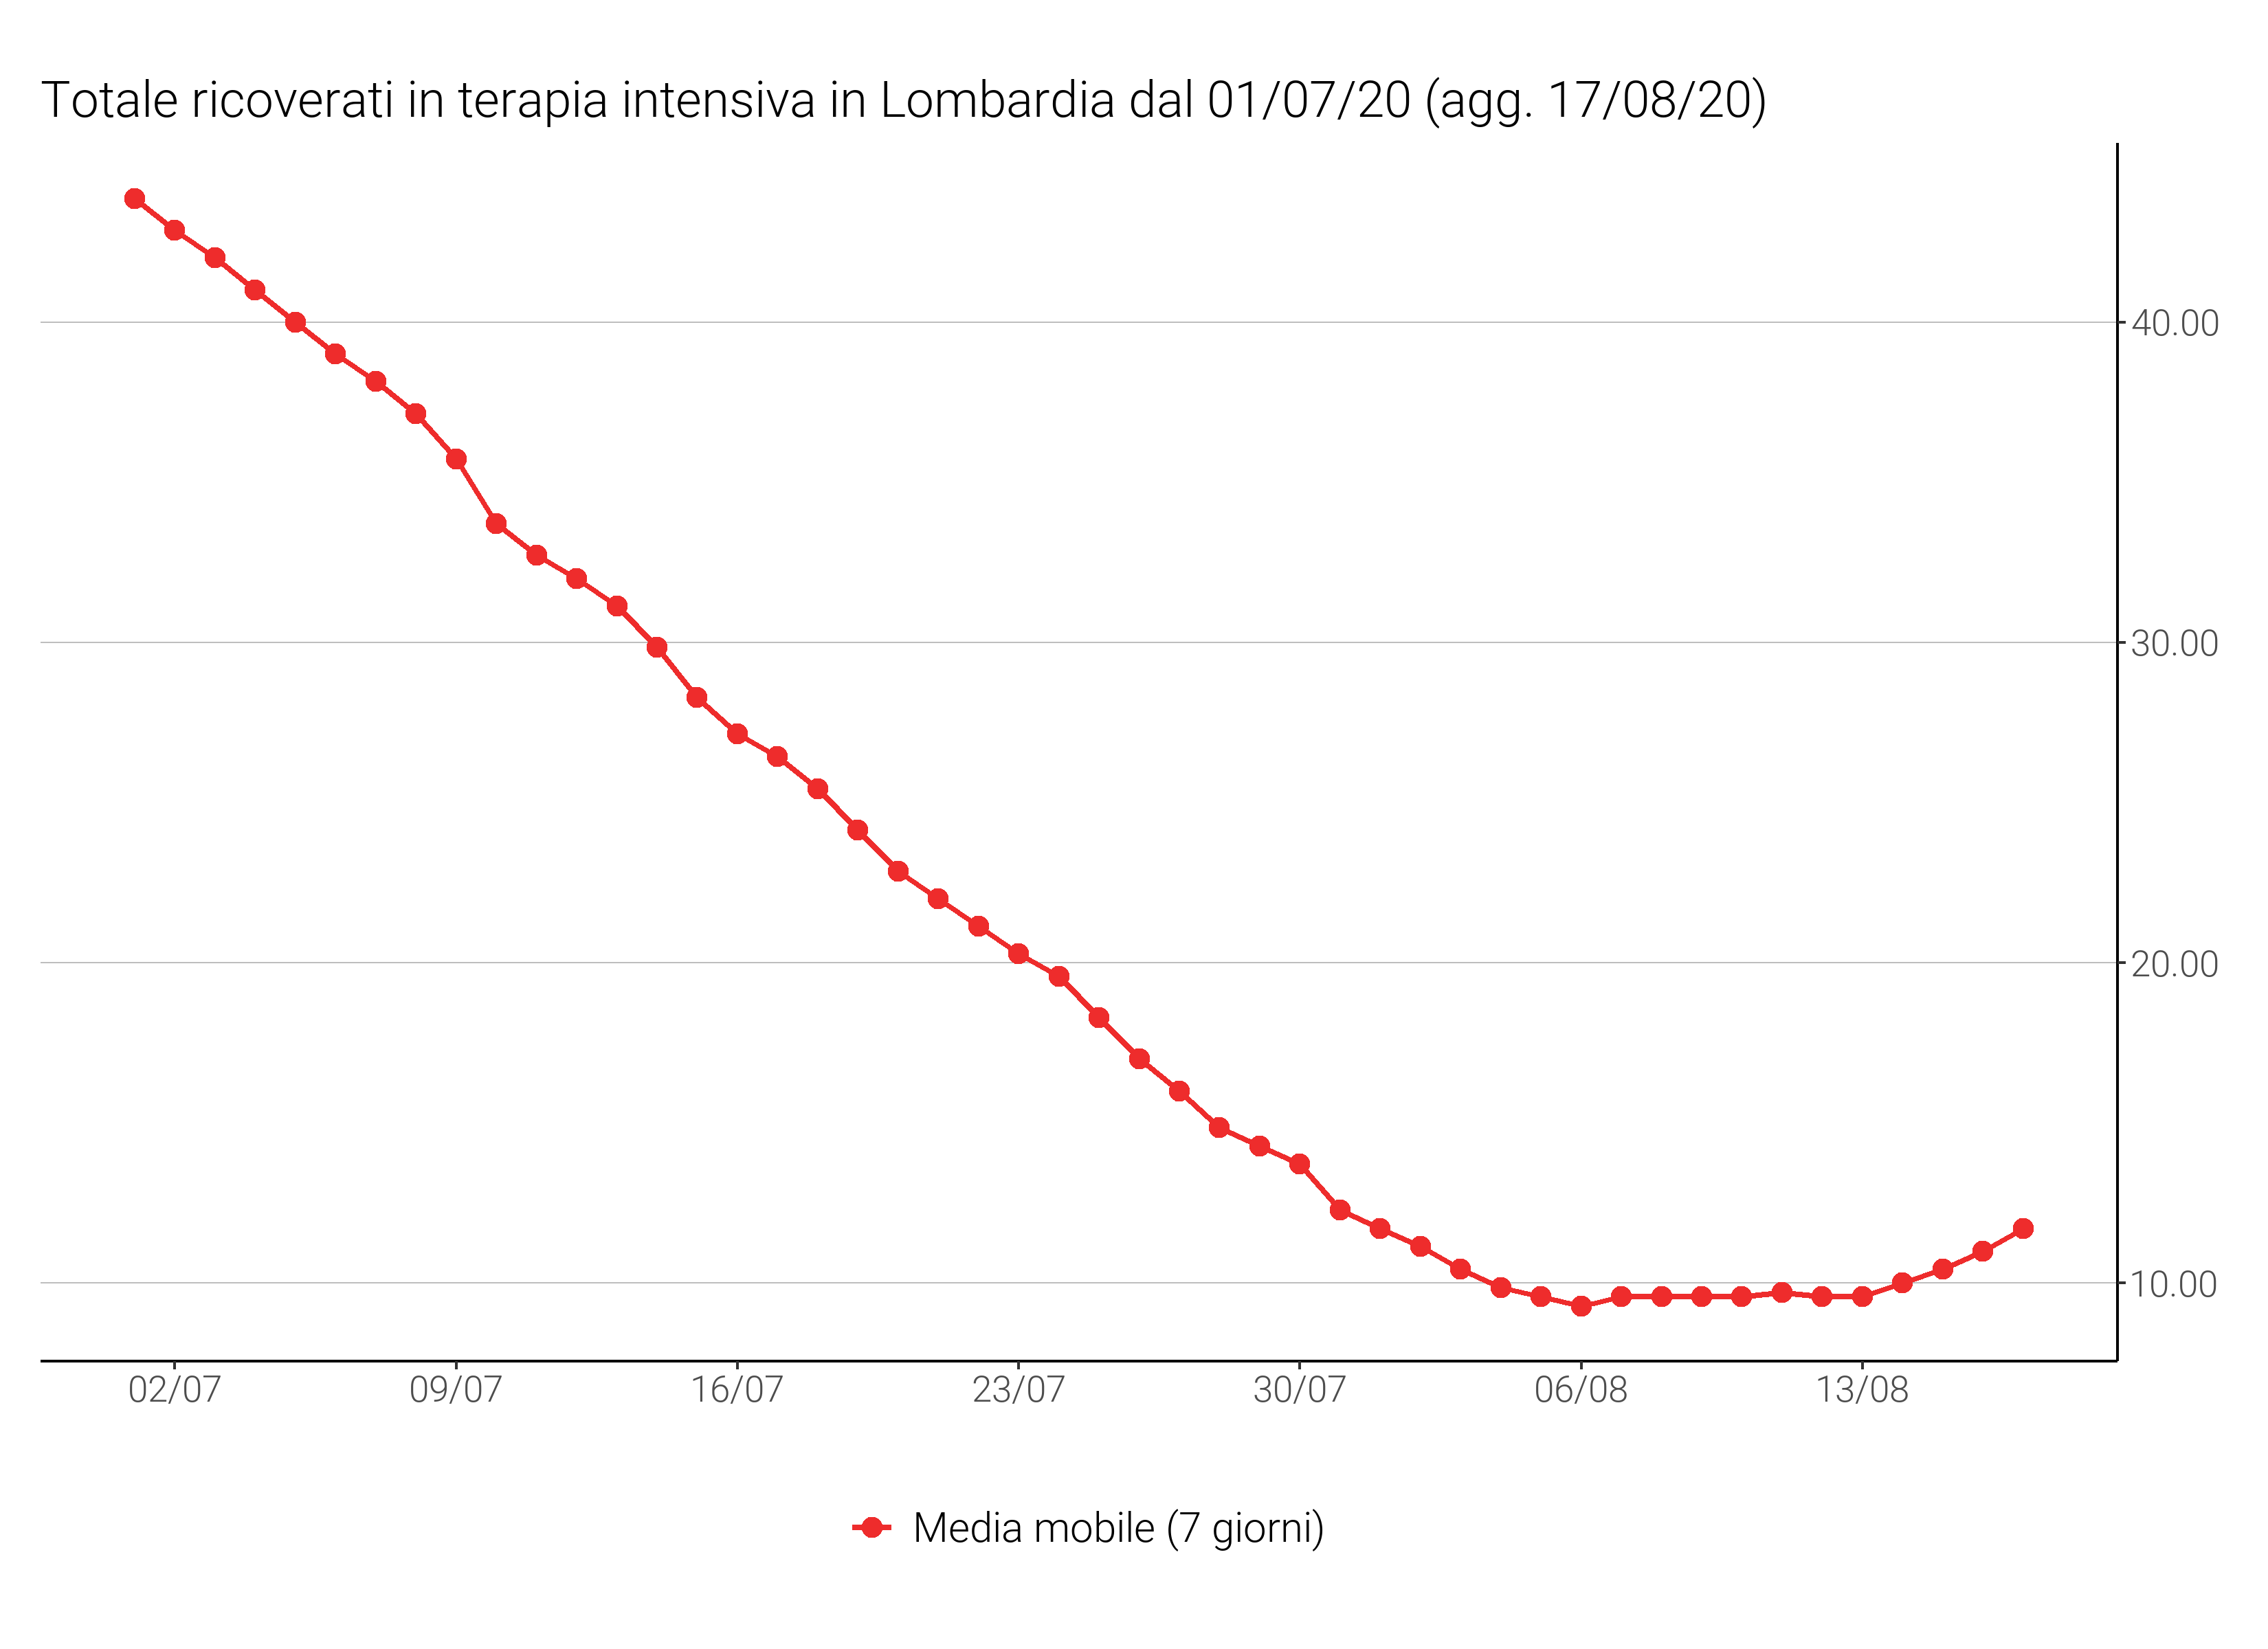 Totale ricoverati in terapia intensiva in Lombardia dal 01/07/20 (agg. 17/08/20)
40.00
30.00
20.00
10.00
02/07 09/07 16/07 23/07 30/07 06/08 13/08
Media mobile (7 giorni)